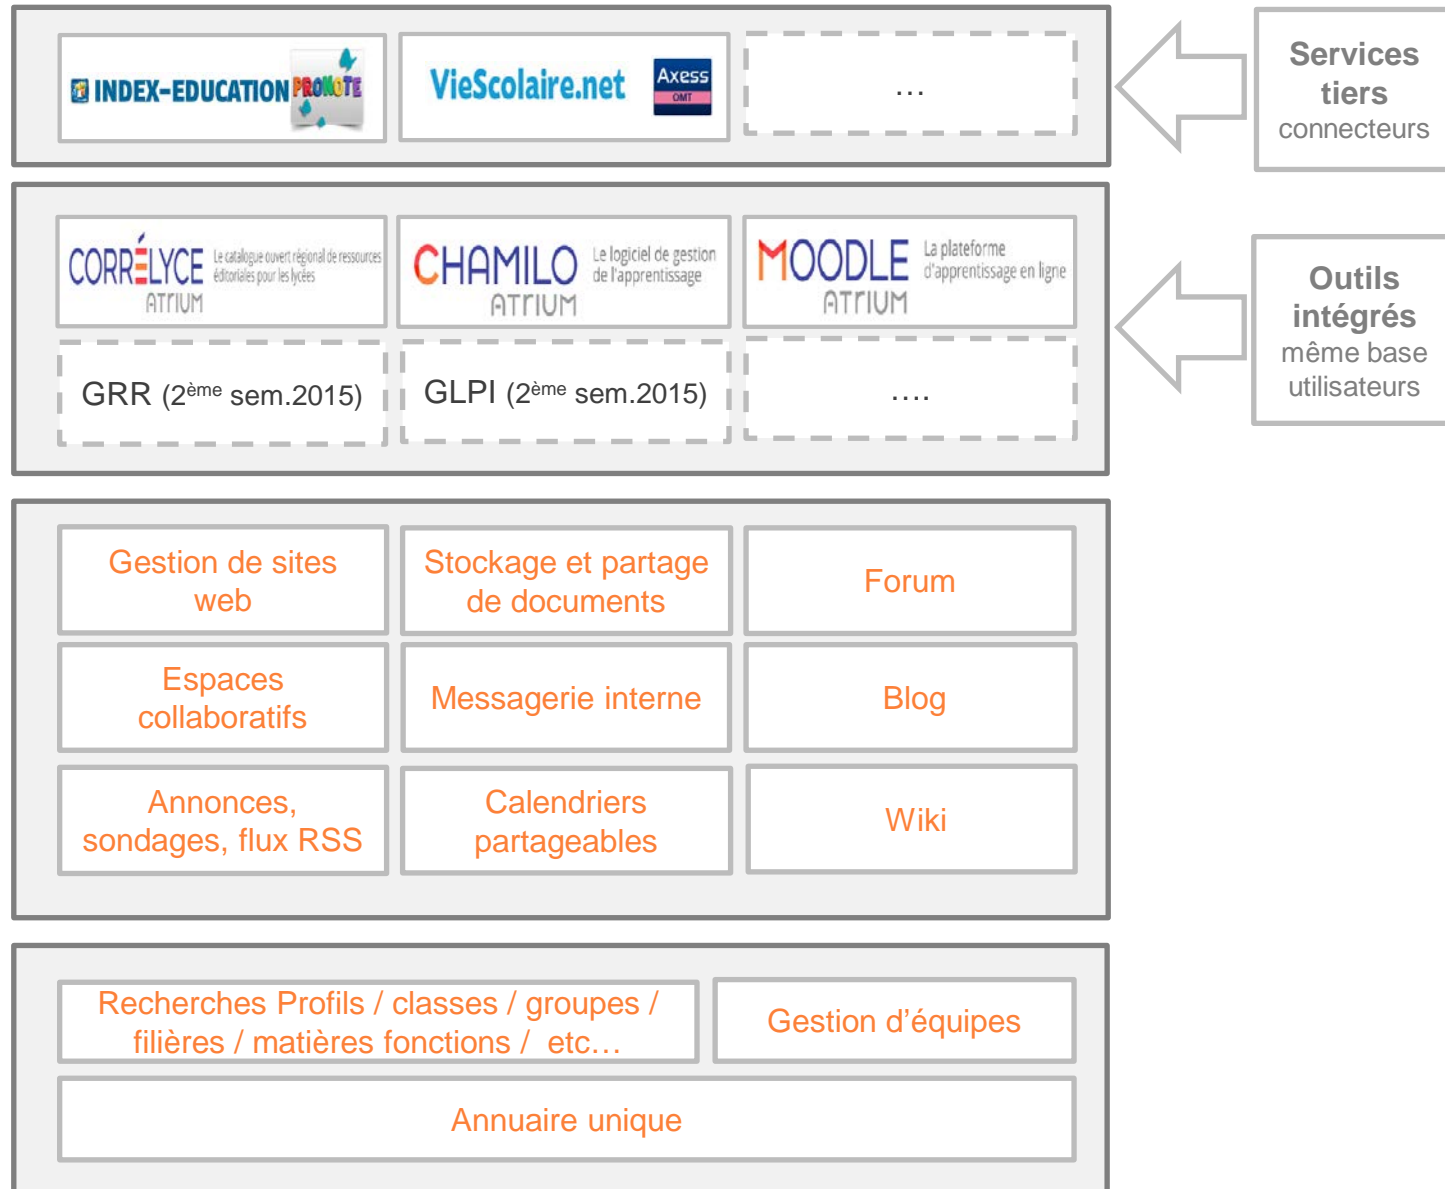 INDEX-EDUCATION PRONOTE
VieScolaire.net
Axess
OMT
…
Services
tiers
connecteurs
CORRÉLYCE
ATRIUM
Le catalogue ouvert régional de ressources
éditoriales pour les lycées
CHAMILO
ATRIUM
Le logiciel de gestion
de l'apprentissage
MOODLE
ATRIUM
La plateforme
d'apprentissage en ligne
GRR (2ème sem.2015)
GLPI (2ème sem.2015)
….
Outils
intégrés
même base
utilisateurs
Gestion de sites
web
Stockage et partage
de documents
Forum
Espaces
collaboratifs
Messagerie interne
Blog
Annonces,
sondages, flux RSS
Calendriers
partageables
Wiki
Recherches Profils / classes / groupes /
filières / matières fonctions / etc…
Gestion d’équipes
Annuaire unique